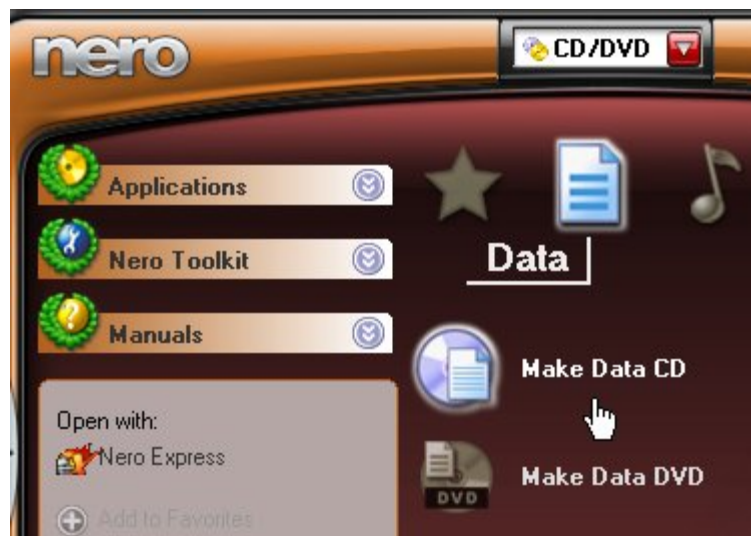 nero
CD/DVD
Applications
Nero Toolkit
Data
Manuals
Make Data CD
Open with:
Nero Express
Make Data DVD
DVD
Add to Favorites